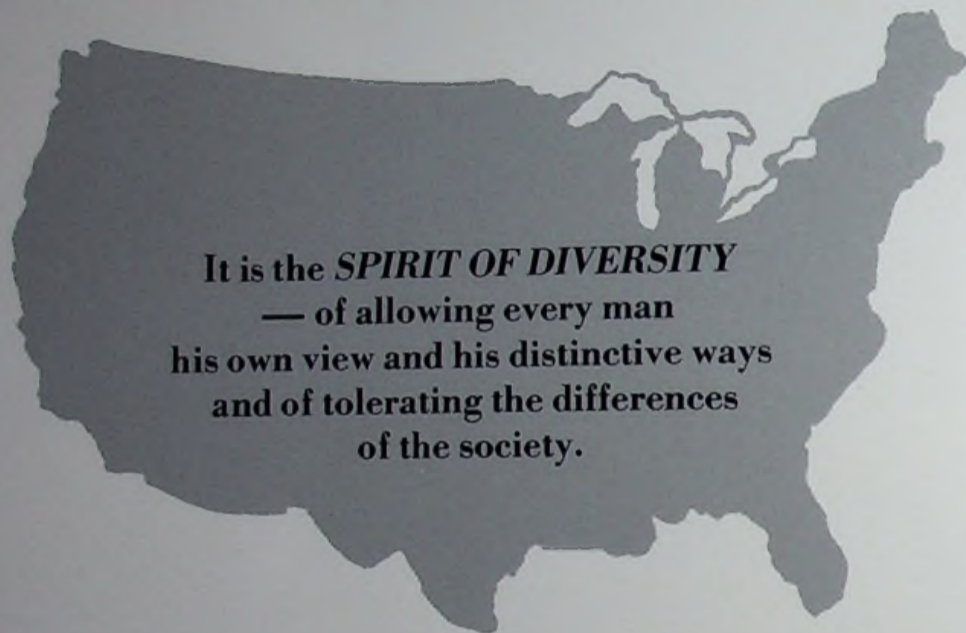 It is the SPIRIT OF DIVERSITY
— of allowing every man
his own view and his distinctive ways
and of tolerating the differences
of the society.